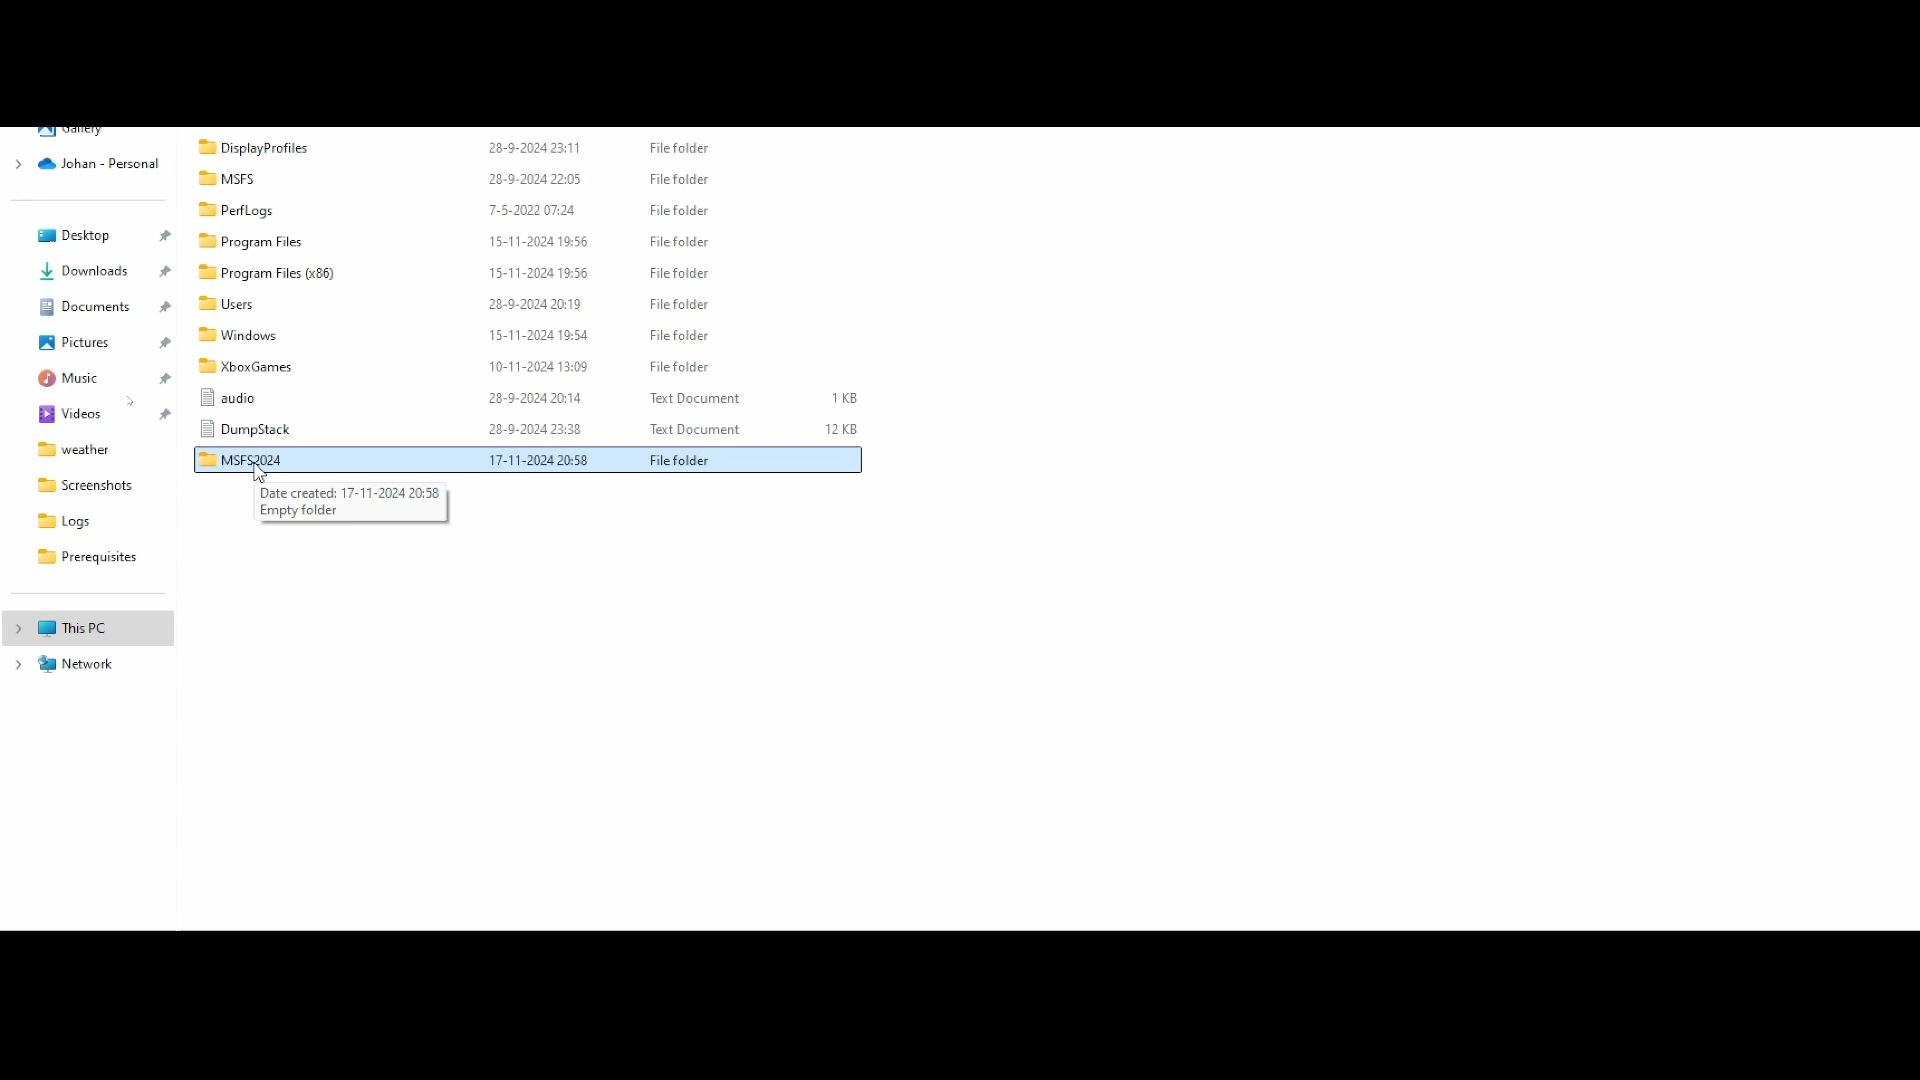 Gallery
Johan - Personal
Desktop
Downloads
Documents
Pictures
Music
Videos
weather
Screenshots
Logs
Prerequisites
This PC
Network
DisplayProfiles 28-9-2024 23:11 File folder
MSFS 28-9-2024 22:05 File folder
PerfLogs 7-5-2022 07:24 File folder
Program Files 15-11-2024 19:56 File folder
Program Files (x86) 15-11-2024 19:56 File folder
Users 28-9-2024 20:19 File folder
Windows 15-11-2024 19:54 File folder
XboxGames 10-11-2024 13:09 File folder
audio 28-9-2024 20:14 Text Document 1 KB
DumpStack 28-9-2024 23:38 Text Document 12 KB
MSFS2024 17-11-2024 20:58 File folder
Date created: 17-11-2024 20:58
Empty folder